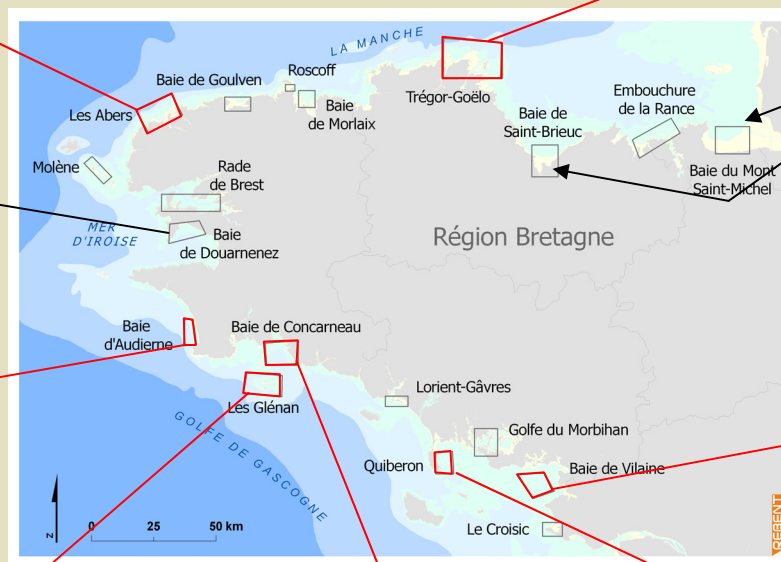 LA MANCHE
Roscoff
Baie de Goulven
Trégor-Goëlo
Embouchure
de la Rance
Les Abers
Baie
de Morlaix
Baie de
Saint-Brieuc
Molène
Rade
de Brest
Baie du Mont
Saint-Michel
MER
D'IROISE
Baie
de Douarnenez
Région Bretagne
Baie
d'Audierne
Baie de Concarneau
Lorient-Gâvres
Les Glénan
GOLFE DE GASCOGNE
Golfe du Morbihan
Quiberon
Baie de Vilaine
Le Croisic
N
0 25 50 km
REBENT